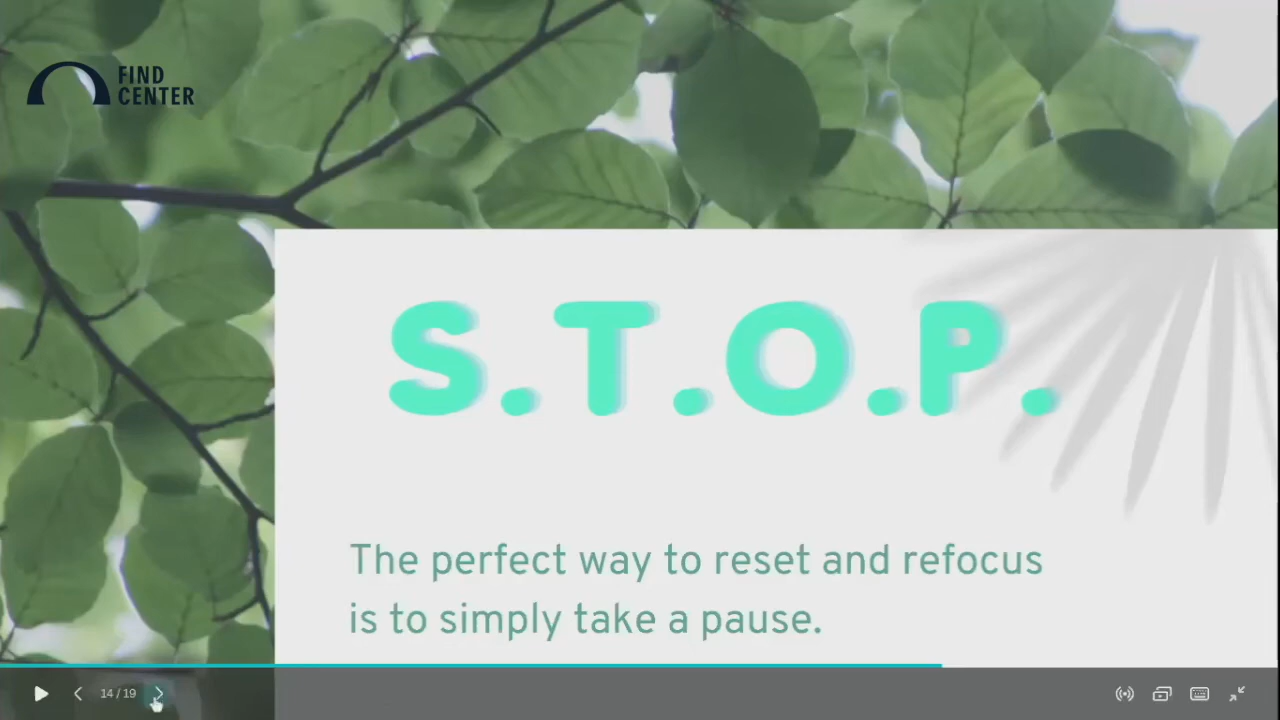 FIND
CENTER
S.T.O.P.
The perfect way to reset and refocus
is to simply take a pause.
14 / 19